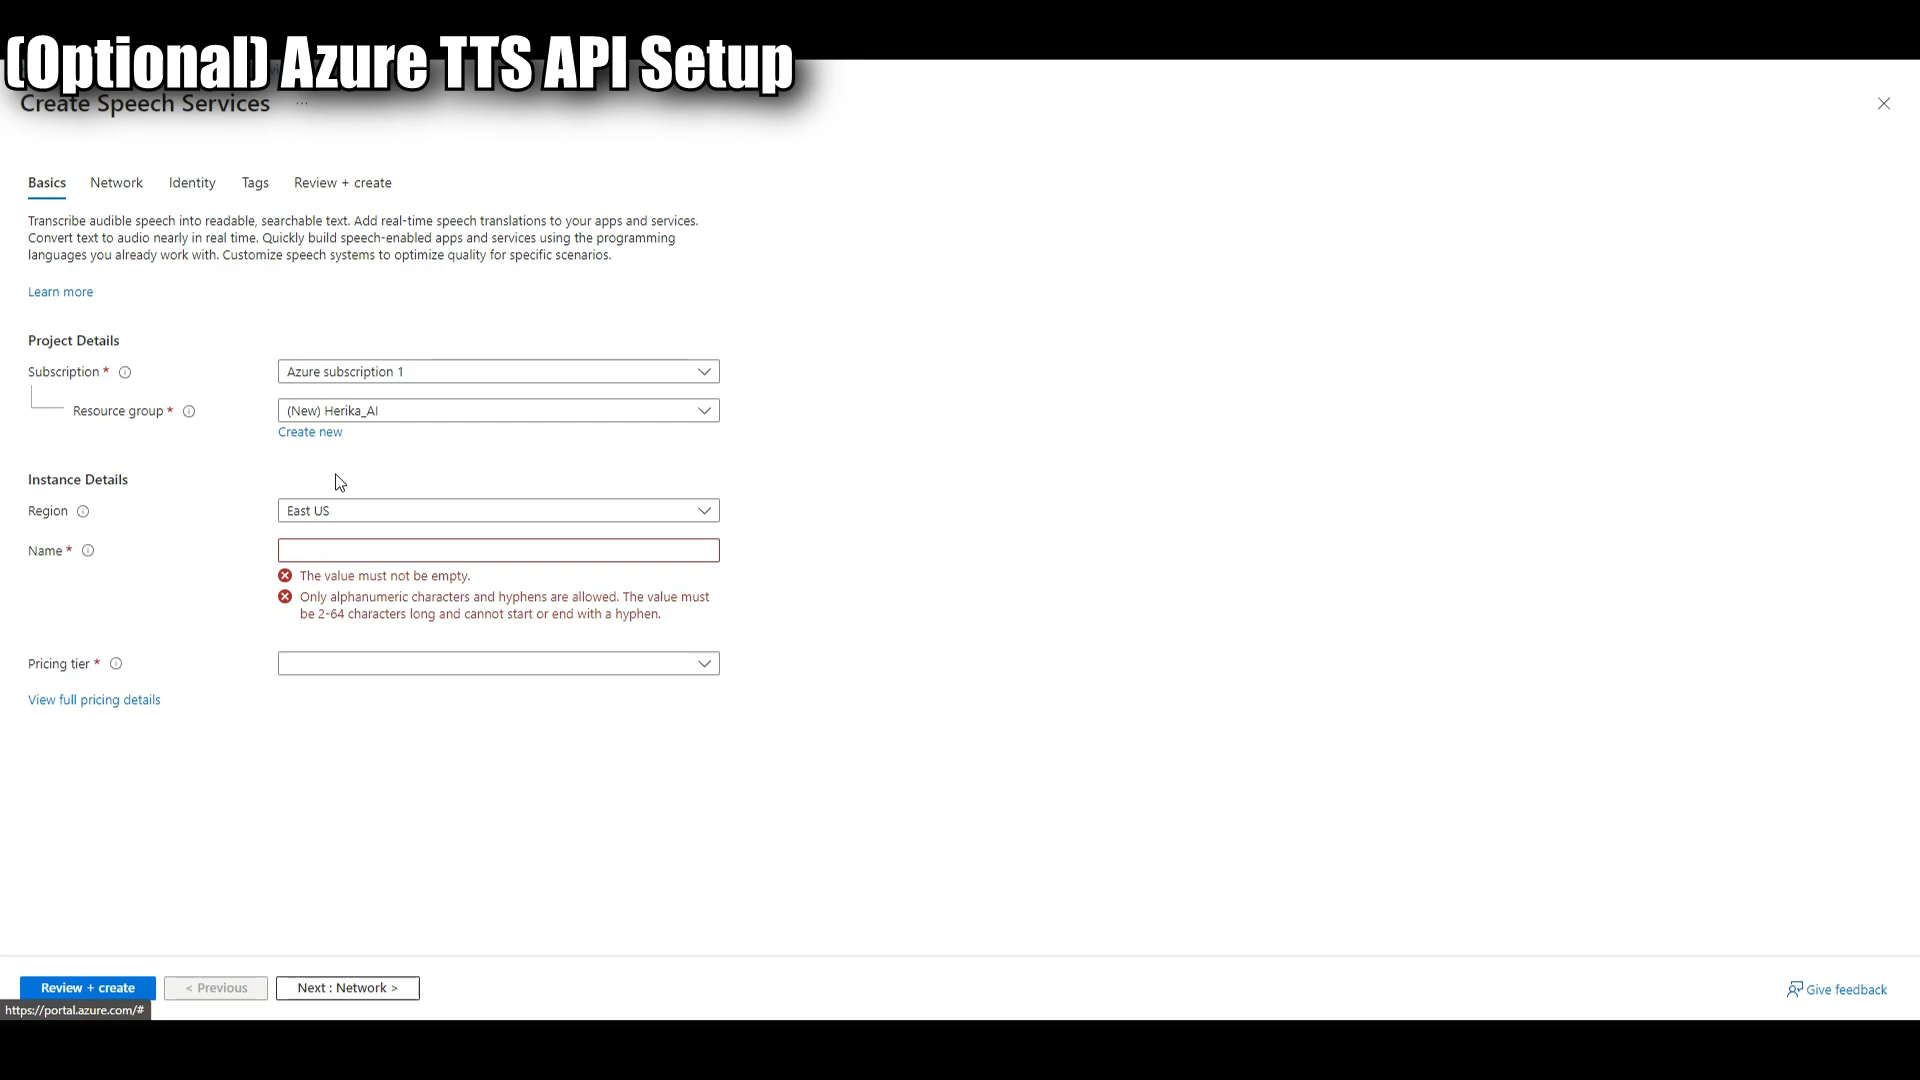 (Optional) Azure TTS API Setup
Create Speech Services ...
Basics Network Identity Tags Review + create
Transcribe audible speech into readable, searchable text. Add real-time speech translations to your apps and services.
Convert text to audio nearly in real time. Quickly build speech-enabled apps and services using the programming
languages you already work with. Customize speech systems to optimize quality for specific scenarios.
Learn more
Project Details
Subscription * Azure subscription 1
Resource group * (New) Herika_AI
Create new
Instance Details
Region East US
Name *
The value must not be empty.
Only alphanumeric characters and hyphens are allowed. The value must
be 2-64 characters long and cannot start or end with a hyphen.
Pricing tier *
View full pricing details
Review + create < Previous Next : Network > Give feedback
https://portal.azure.com/#